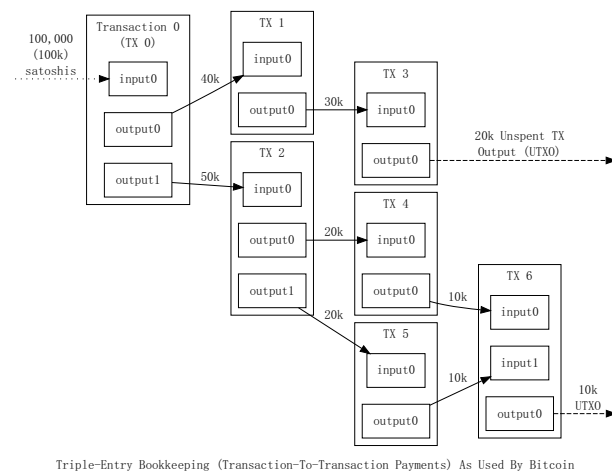 100,000
(100k)
satoshis
Transaction 0
(TX 0)
input0
output0
output1
40k
50k
TX 1
input0
output0
TX 2
input0
output0
output1
30k
20k
20k
TX 3
input0
output0
TX 4
input0
output0
TX 5
input0
output0
10k
10k
TX 6
input0
input1
output0
20k Unspent TX
Output (UTXO)
10k
UTXO
Triple-Entry Bookkeeping (Transaction-To-Transaction Payments) As Used By Bitcoin